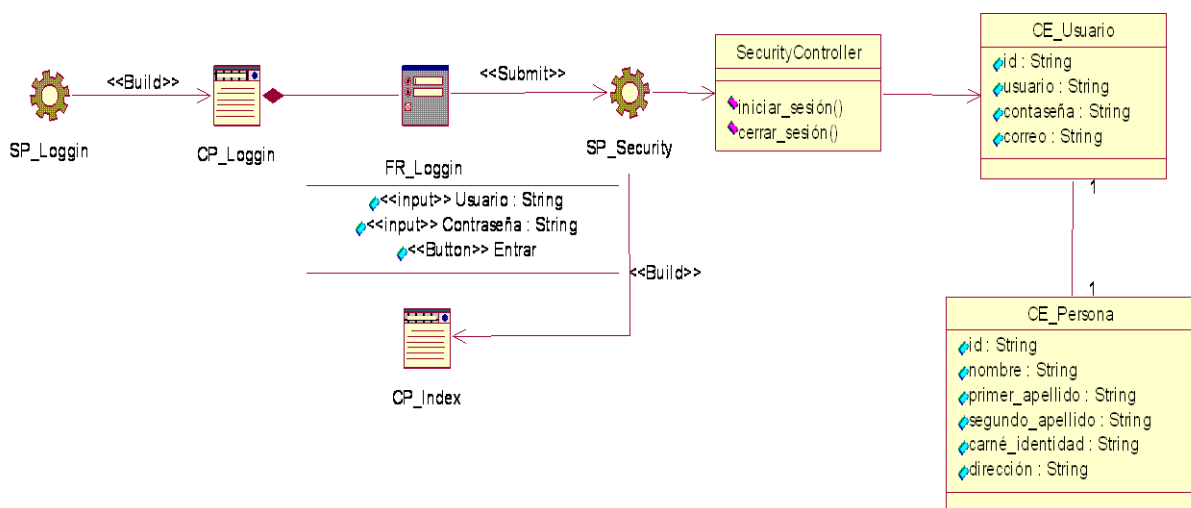 <<Build>>
SP_Loggin
CP_Loggin
FR_Loggin
<<input>> Usuario : String
<<input>> Contraseña : String
<<Button>> Entrar
<<Submit>>
SP_Security
<<Build>>
CP_Index
SecurityController
iniciar_sesión()
cerrar_sesión()
CE_Usuario
id : String
usuario : String
contaseña : String
correo : String
1
1
CE_Persona
id : String
nombre : String
primer_apellido : String
segundo_apellido : String
carné_identidad : String
dirección : String